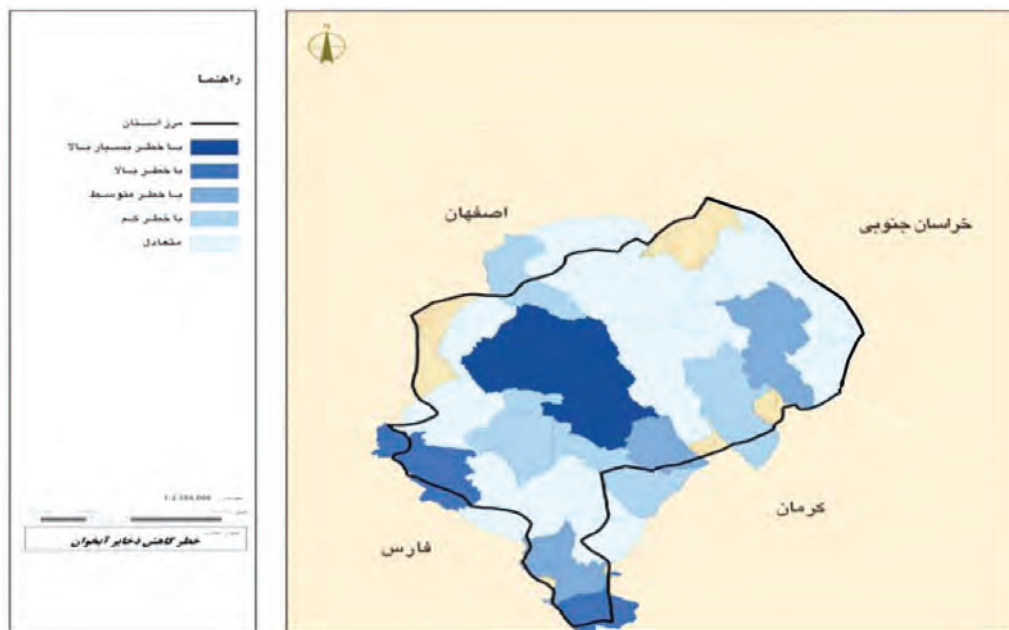 راهنما
مرز استان
با خطر بسیار بالا
با خطر بالا
با خطر متوسط
با خطر کم
متعادل
خطر کاهش ذخایر آبخوان
N
اصفهان
خراسان جنوبی
کرمان
فارس